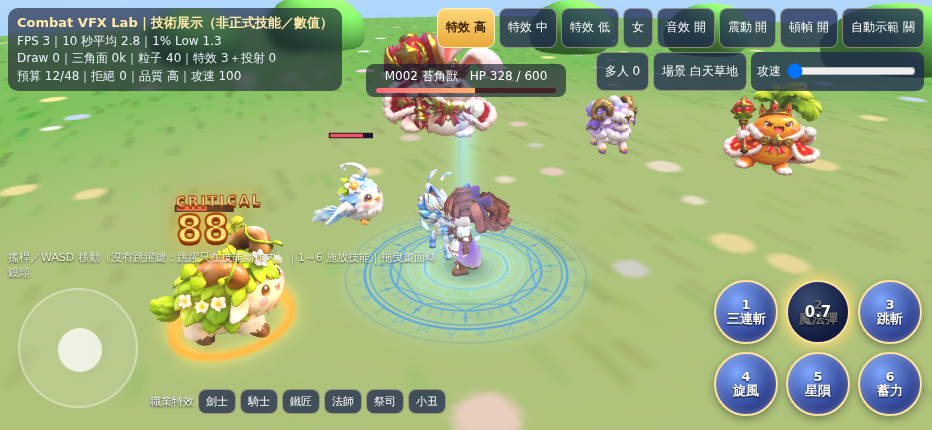 Combat VFX Lab｜技術展示（非正式技能／數值）
FPS 3｜10 秒平均 2.8｜1% Low 1.3
Draw 0｜三角面 0k｜粒子 40｜特效 3＋投射 0
預算 12/48｜拒絕 0｜品質 高｜攻速 100
特效 高
特效 中
特效 低
女
音效 開
震動 開
頓幀 開
自動示範 關
多人 0
場景 白天草地
攻速
M002 苔角獸 HP 328 / 600
CRITICAL
88
搖桿／WASD 移動（沒有跳躍鍵；跳躍只在技能動作內）｜1~6 施放技能｜拖曳畫面轉
鏡頭
1
三連斬
2
魔法彈
0.7
3
跳斬
4
旋風
5
星隕
6
蓄力
職業特效
劍士
騎士
鐵匠
法師
祭司
小丑